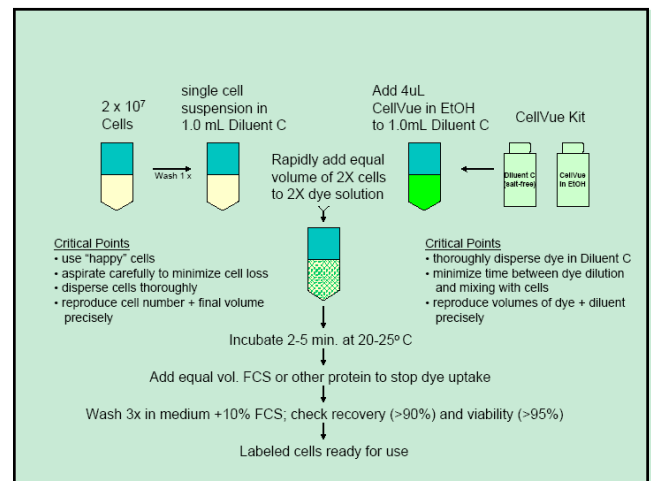 2 x 10⁷
Cells
single cell
suspension in
1.0 mL Diluent C
Wash 1 x
Add 4uL
CellVue in EtOH
to 1.0mL Diluent C
CellVue Kit
Diluent C
(salt-free)
CellVue
in EtOH
Rapidly add equal
volume of 2X cells
to 2X dye solution
Critical Points
• use "happy" cells
• aspirate carefully to minimize cell loss
• disperse cells thoroughly
• reproduce cell number + final volume
precisely
Critical Points
• thoroughly disperse dye in Diluent C
• minimize time between dye dilution
and mixing with cells
• reproduce volumes of dye + diluent
precisely
Incubate 2-5 min. at 20-25º C
Add equal vol. FCS or other protein to stop dye uptake
Wash 3x in medium +10% FCS; check recovery (>90%) and viability (>95%)
Labeled cells ready for use